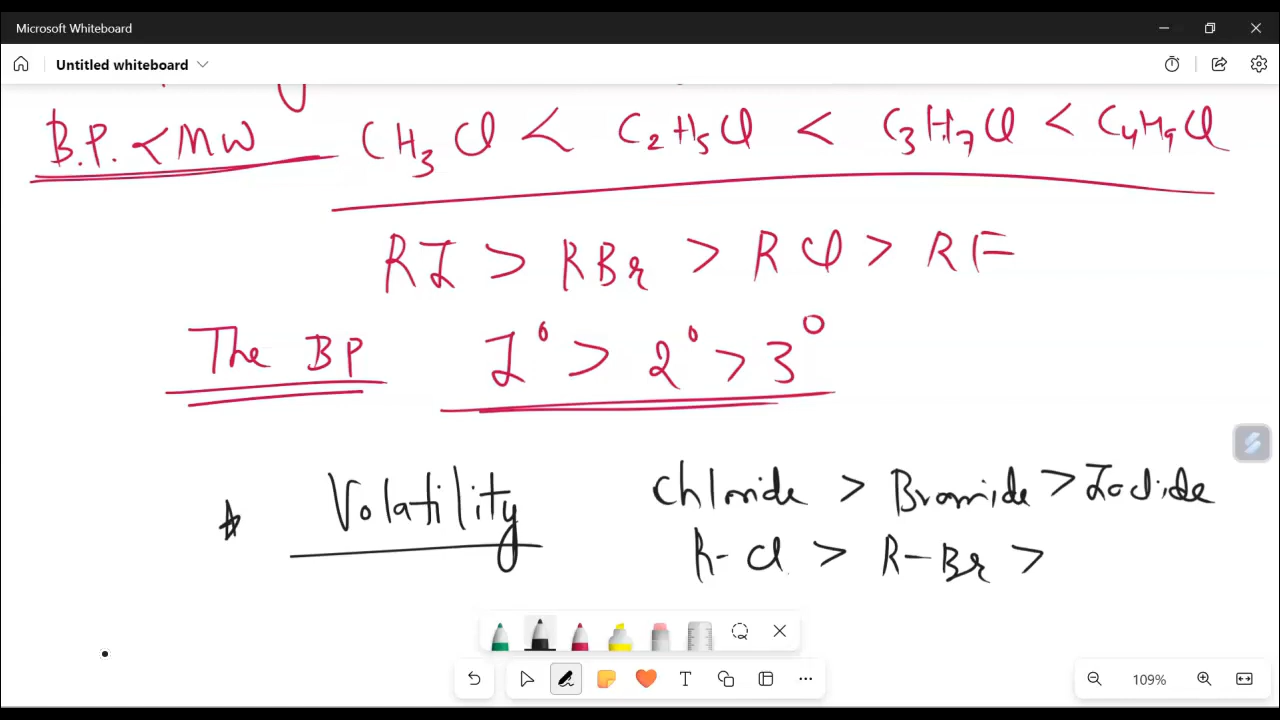 Microsoft Whiteboard
Untitled whiteboard
B.P. < MW CH₃Cl < C₂H₅Cl < C₃H₇Cl < C₄H₉Cl
RI > RBr > RCl > RF
The BP 1° > 2° > 3°
Volatility chloride > Bromide > Iodide
R-Cl > R-Br >
109%